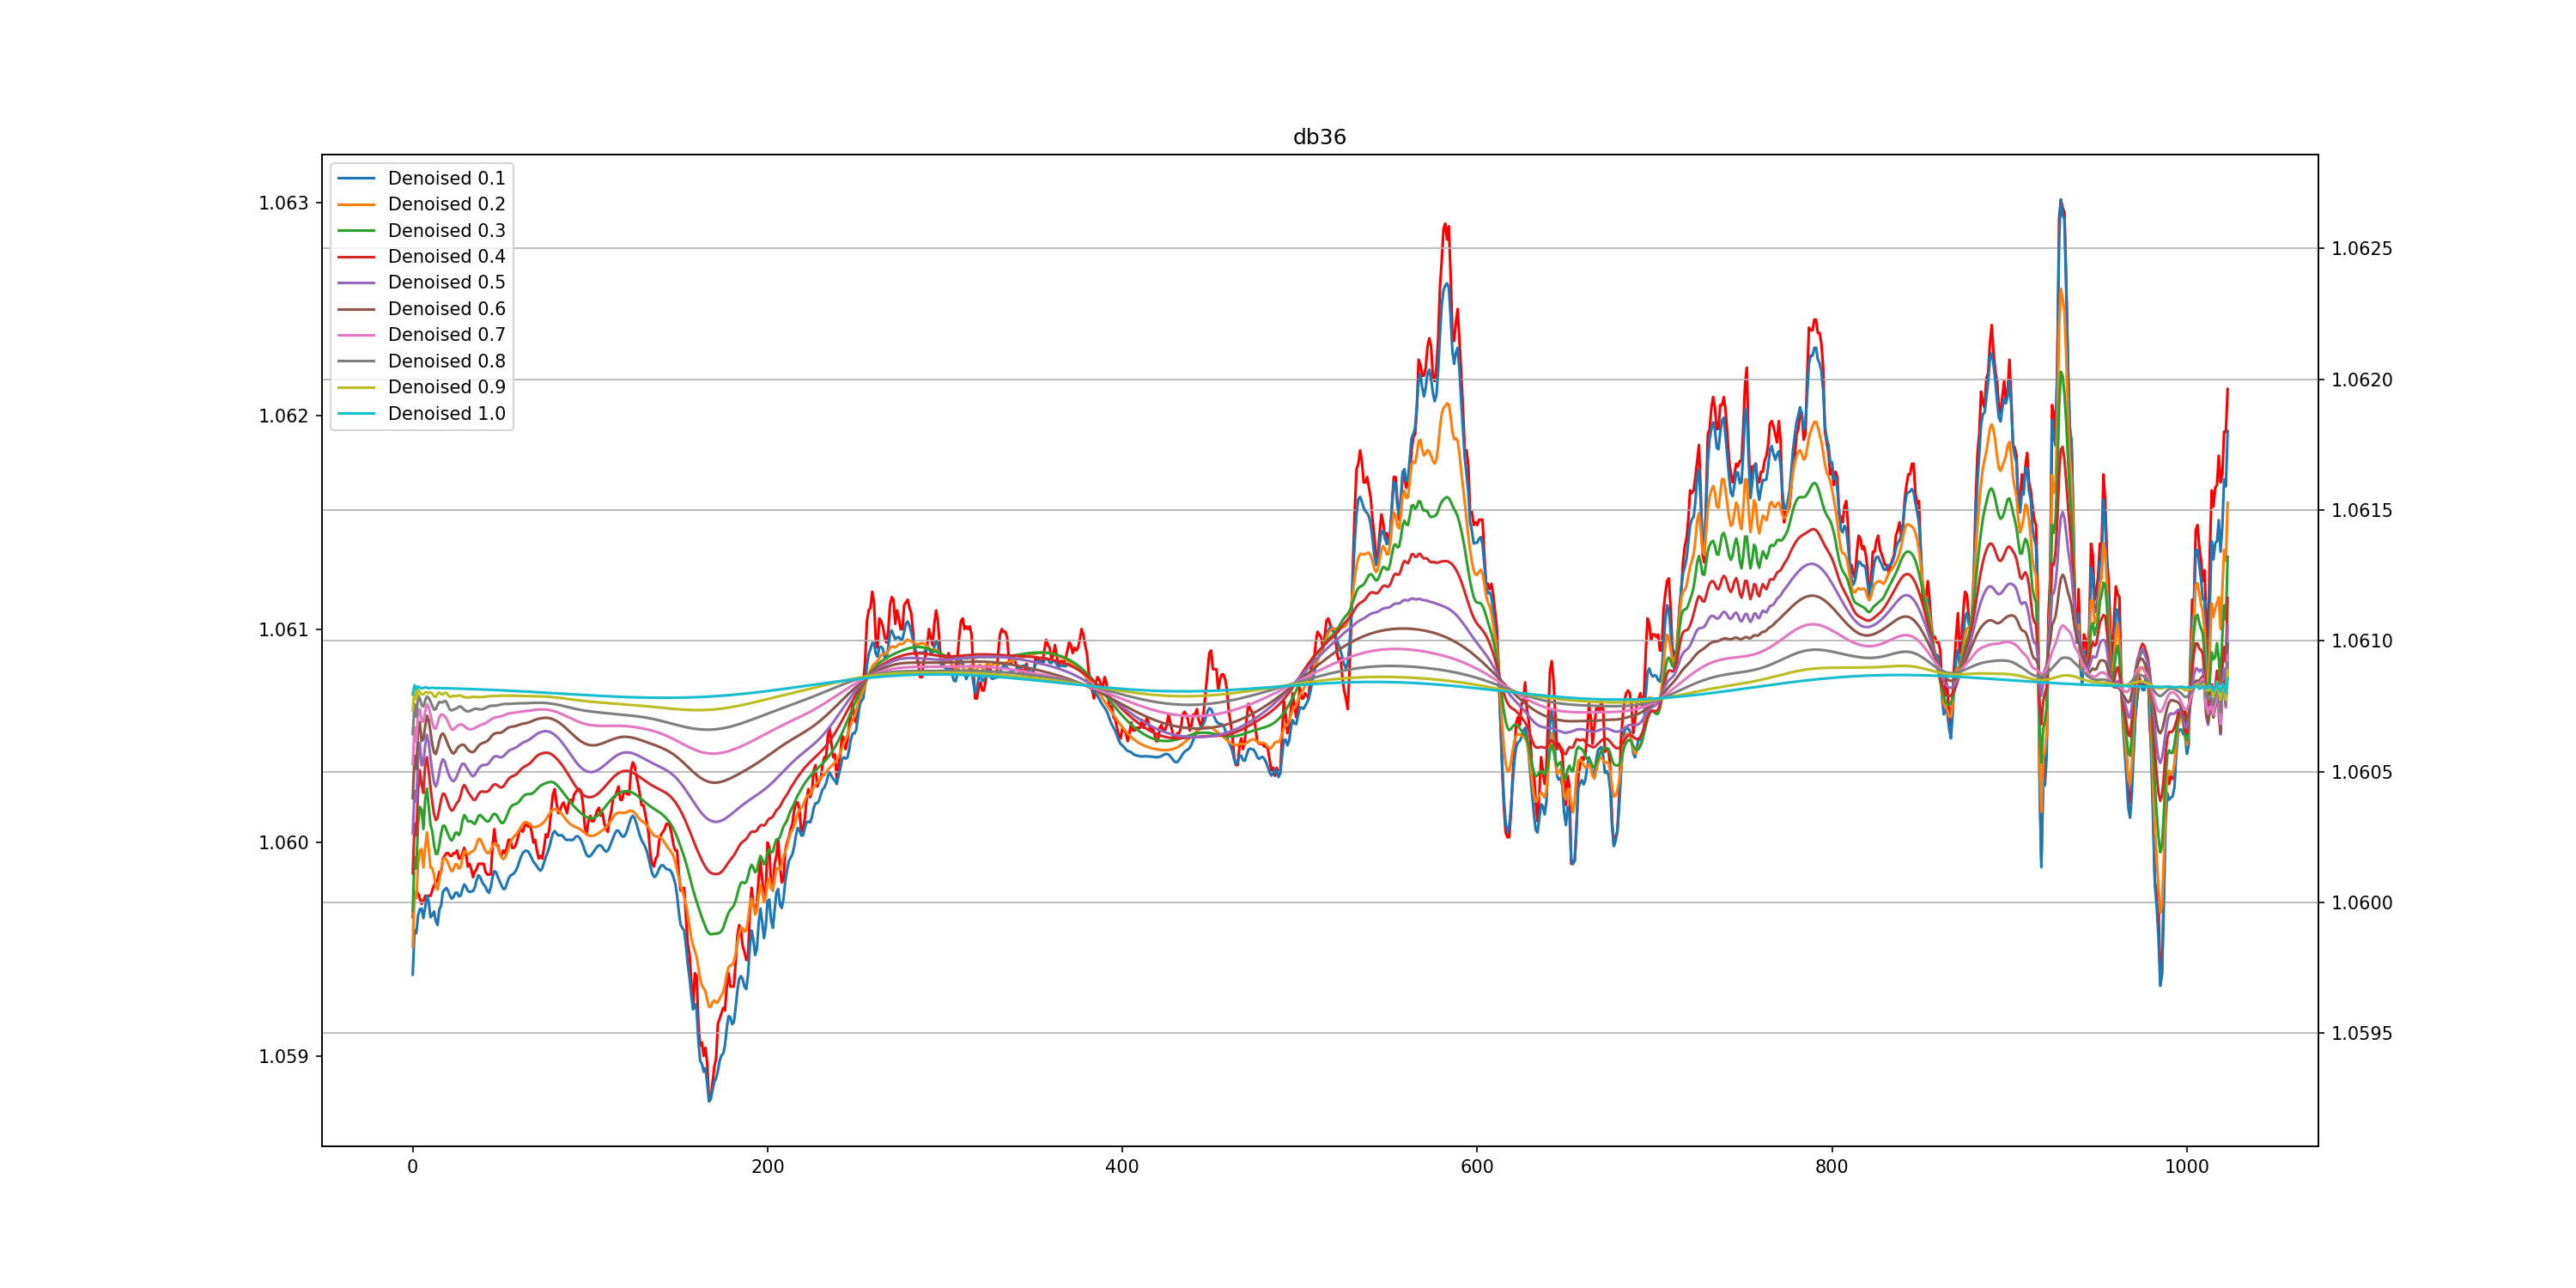 db36
Denoised 0.1
Denoised 0.2
Denoised 0.3
Denoised 0.4
Denoised 0.5
Denoised 0.6
Denoised 0.7
Denoised 0.8
Denoised 0.9
Denoised 1.0
1.063
1.062
1.061
1.060
1.059
1.0625
1.0620
1.0615
1.0610
1.0605
1.0600
1.0595
0 200 400 600 800 1000